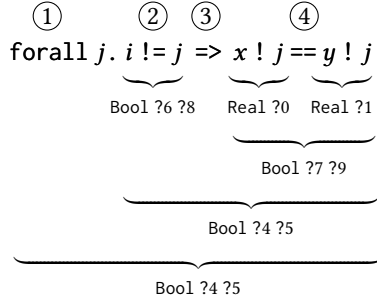 ① ② ③ ④
forall j. i != j => x ! j == y ! j
Bool ?6 ?8 Real ?0 Real ?1
Bool ?7 ?9
Bool ?4 ?5
Bool ?4 ?5